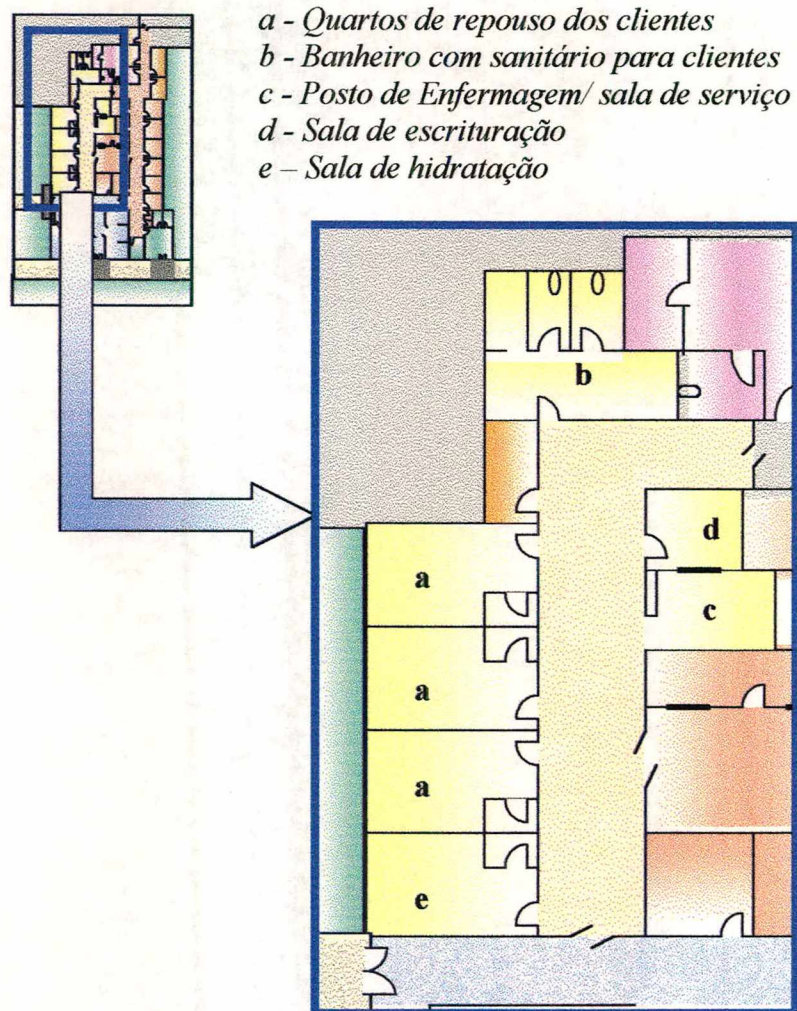 a - Quartos de repouso dos clientes
b - Banheiro com sanitário para clientes
c - Posto de Enfermagem/ sala de serviço
d - Sala de escrituração
e – Sala de hidratação
b
d
a
c
a
a
e